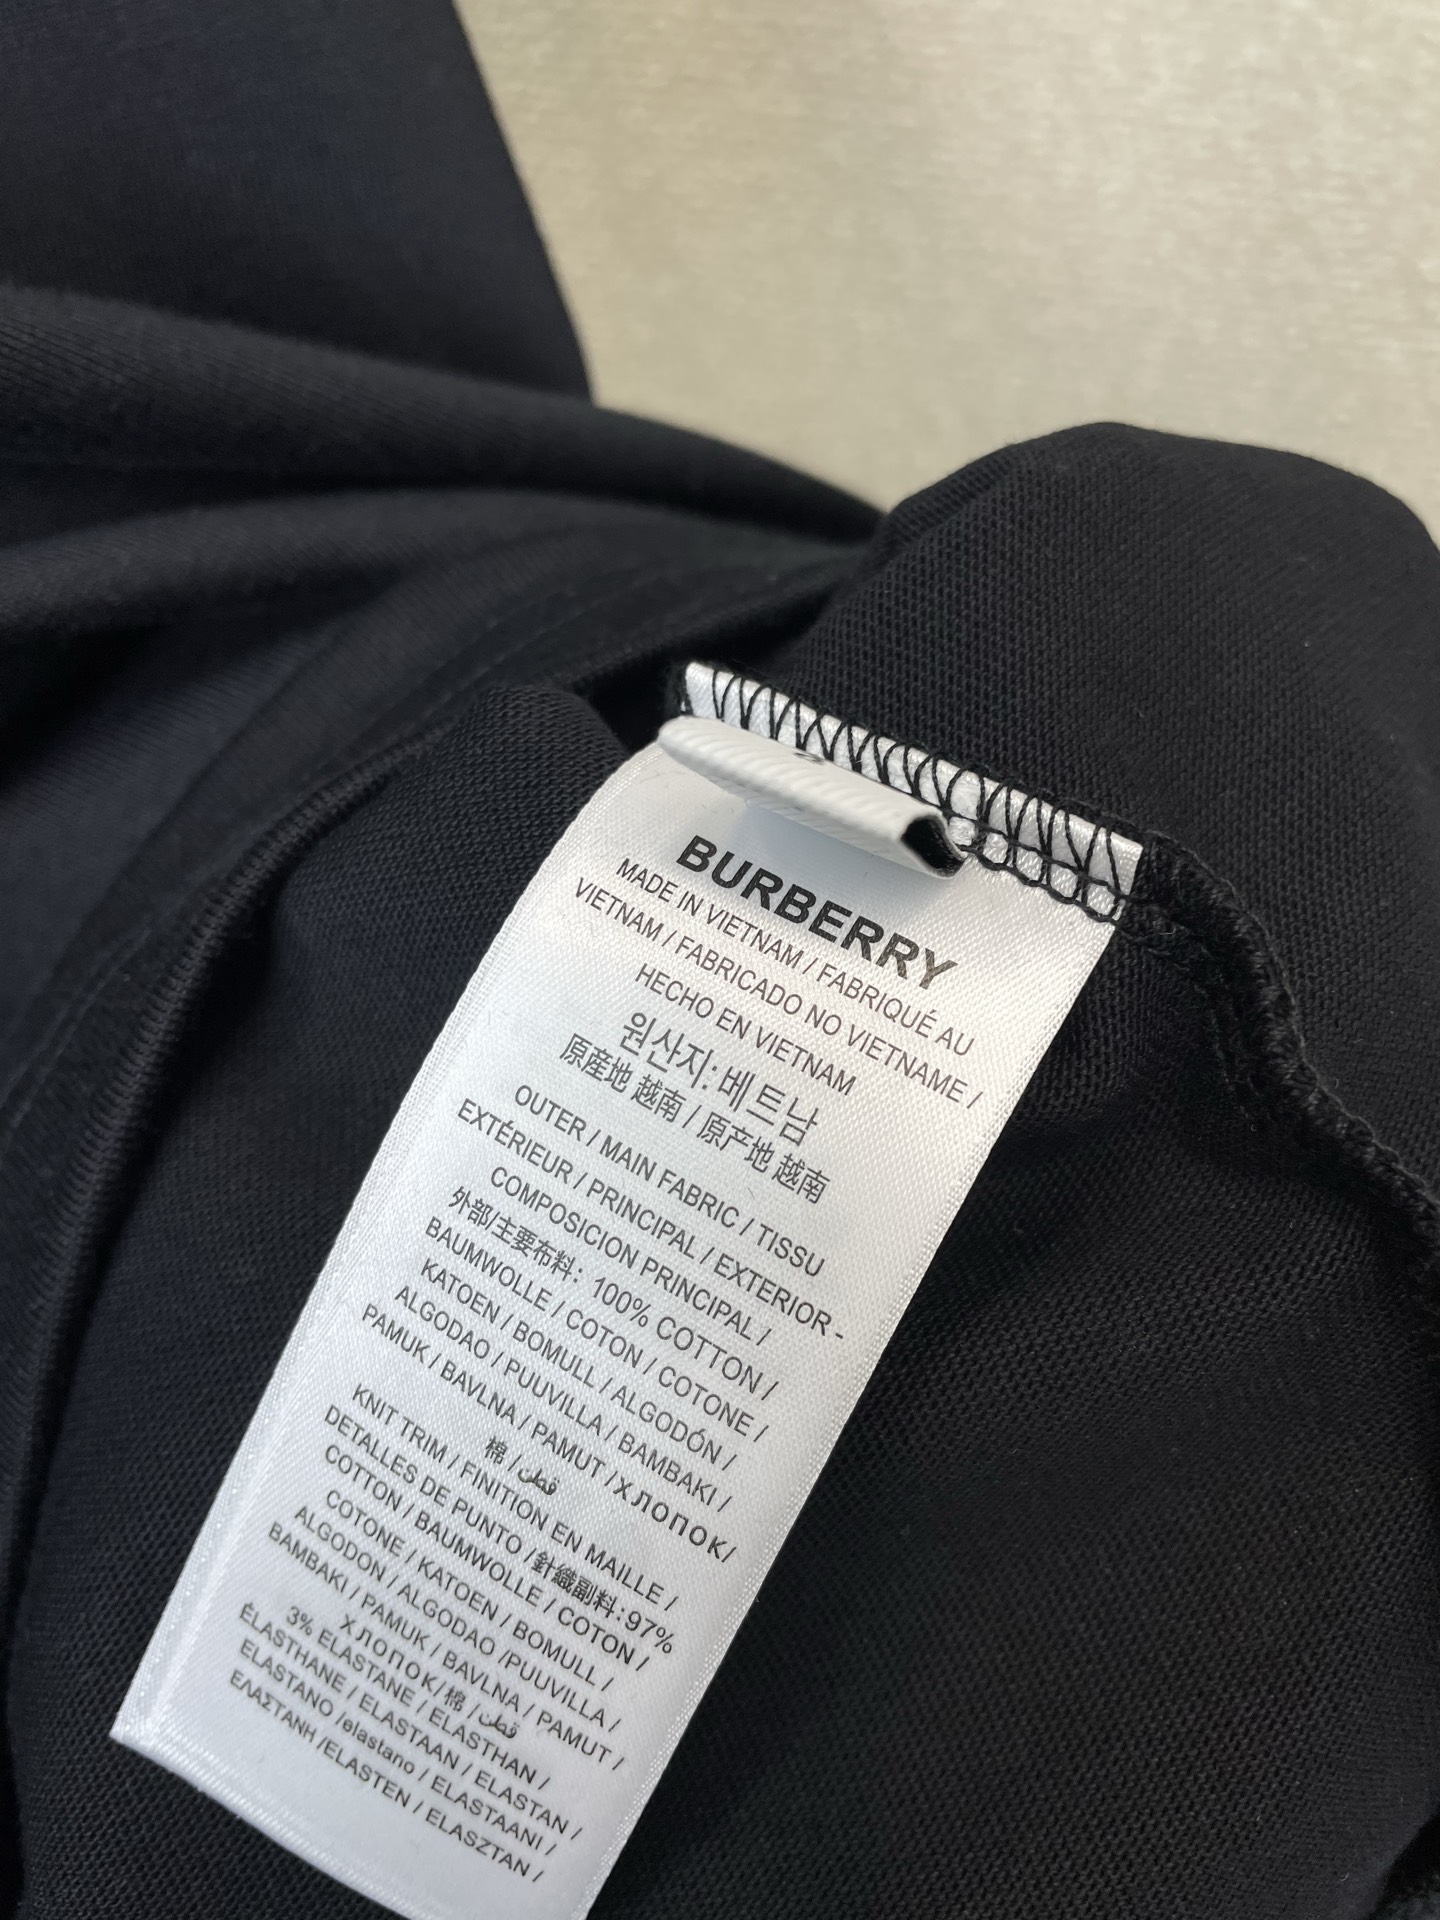 BURBERRY
MADE IN VIETNAM / FABRIQUÉ AU
VIETNAM / FABRICADO NO VIETNAME /
HECHO EN VIETNAM
원산지: 베트남
原産地 越南 / 原产地 越南
OUTER / MAIN FABRIC / TISSU
EXTÉRIEUR / PRINCIPAL / EXTERIOR -
COMPOSICION PRINCIPAL /
外部/主要布料: 100% COTTON /
BAUMWOLLE / COTON / COTONE /
KATOEN / BOMULL / ALGODÓN /
ALGODAO / PUUVILLA / BAMBAKI /
PAMUK / BAVLNA / PAMUT / ХЛОПОК/
棉 / قطن
KNIT TRIM / FINITION EN MAILLE /
DETALLES DE PUNTO /針織副料:97%
COTTON / BAUMWOLLE / COTON /
COTONE / KATOEN / BOMULL /
ALGODON / ALGODAO /PUUVILLA /
BAMBAKI / PAMUK / BAVLNA / PAMUT /
ХЛОПОК/棉 / قطن
3% ELASTANE / ELASTHAN /
ÉLASTHANE / ELASTAAN / ELASTAN /
ELASTANO /elastano / ELASTAANI /
ΕΛΑΣΤΑΝΗ /ELASTEN / ELASZTAN /